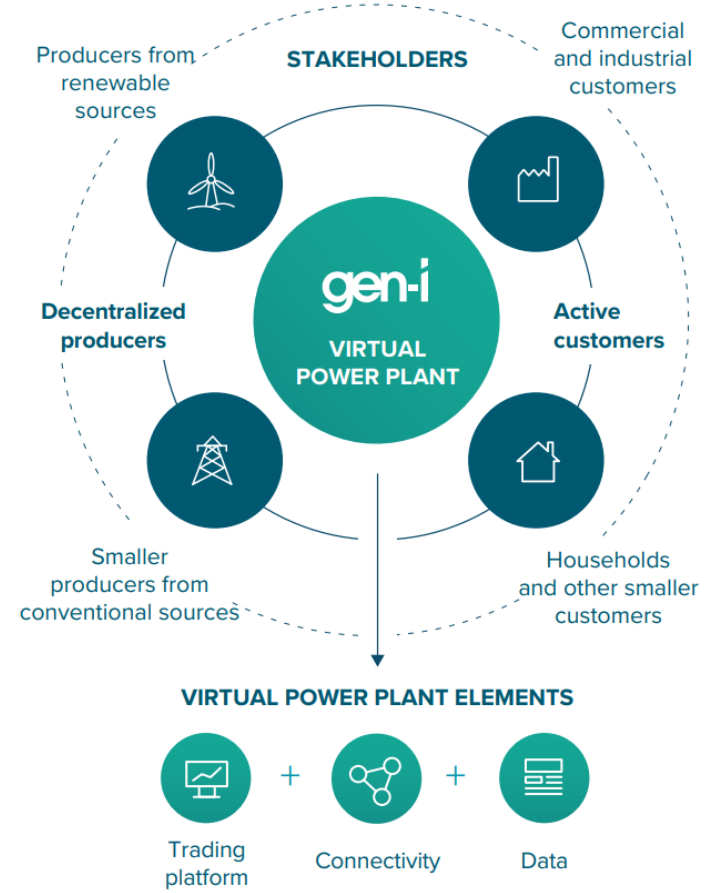 Producers from
renewable
sources
STAKEHOLDERS
Commercial
and industrial
customers
gen-i
VIRTUAL
POWER PLANT
Decentralized
producers
Active
customers
Smaller
producers from
conventional sources
Households
and other smaller
customers
VIRTUAL POWER PLANT ELEMENTS
+
+
Trading
platform
Connectivity
Data